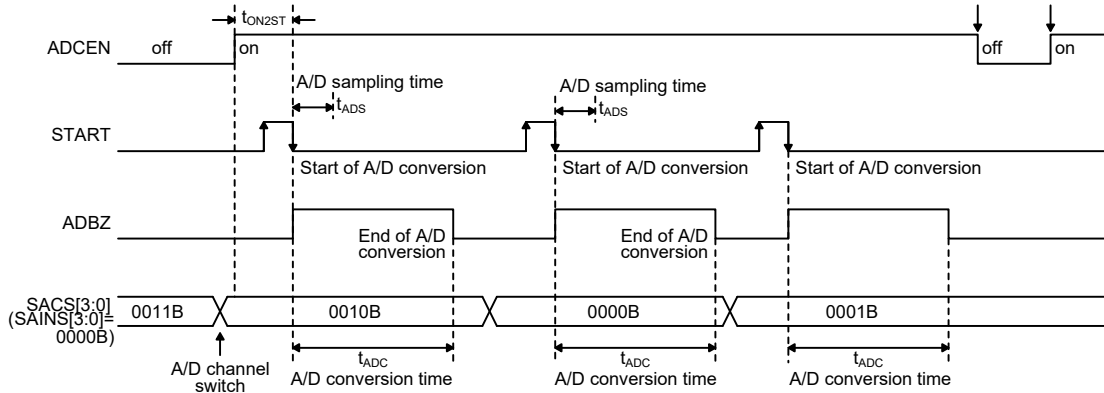 tON2ST
ADCEN
off
on
off
on
A/D sampling time
tADS
A/D sampling time
tADS
START
Start of A/D conversion
Start of A/D conversion
Start of A/D conversion
ADBZ
End of A/D
conversion
End of A/D
conversion
SACS[3:0]
(SAINS[3:0]=
0000B)
0011B
0010B
0000B
0001B
A/D channel
switch
tADC
A/D conversion time
tADC
A/D conversion time
tADC
A/D conversion time